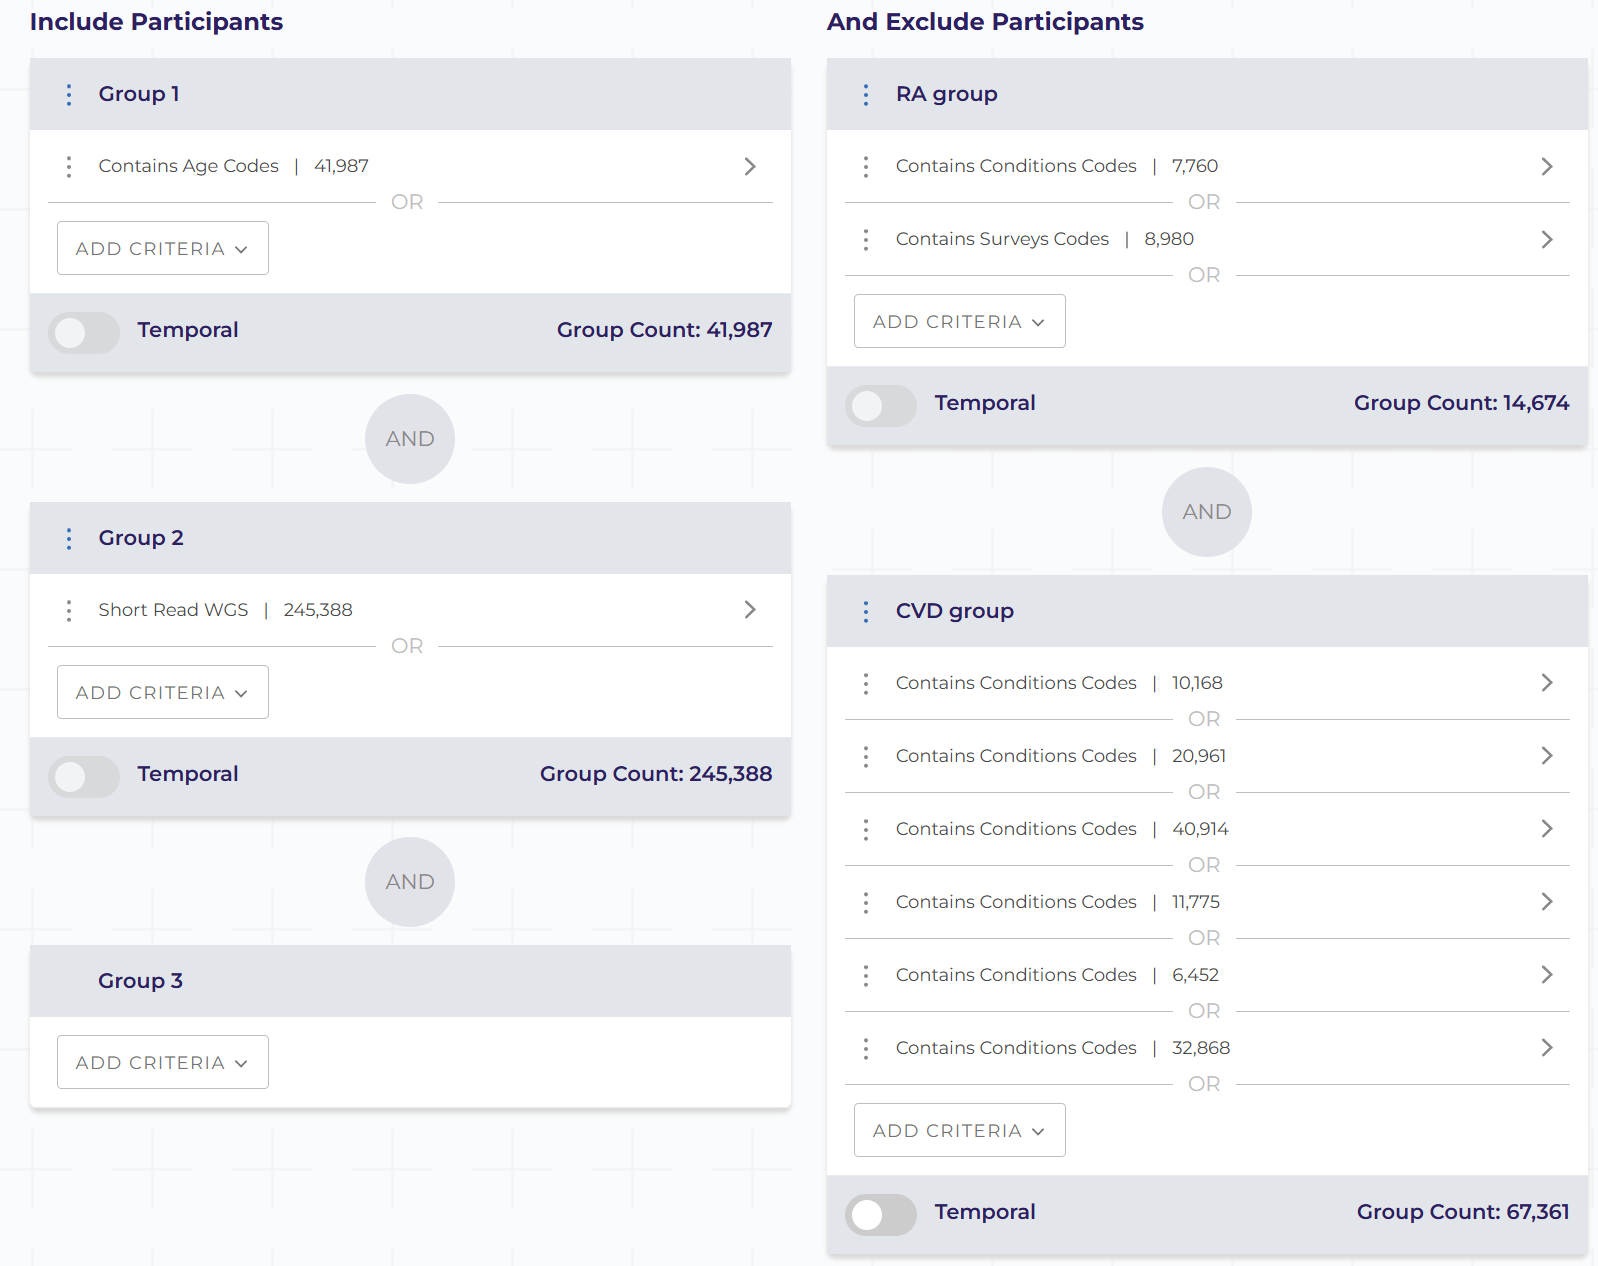 Include Participants
Group 1
Contains Age Codes | 41,987
OR
ADD CRITERIA
Temporal Group Count: 41,987
AND
Group 2
Short Read WGS | 245,388
OR
ADD CRITERIA
Temporal Group Count: 245,388
AND
Group 3
ADD CRITERIA
And Exclude Participants
RA group
Contains Conditions Codes | 7,760
OR
Contains Surveys Codes | 8,980
OR
ADD CRITERIA
Temporal Group Count: 14,674
AND
CVD group
Contains Conditions Codes | 10,168
OR
Contains Conditions Codes | 20,961
OR
Contains Conditions Codes | 40,914
OR
Contains Conditions Codes | 11,775
OR
Contains Conditions Codes | 6,452
OR
Contains Conditions Codes | 32,868
OR
ADD CRITERIA
Temporal Group Count: 67,361